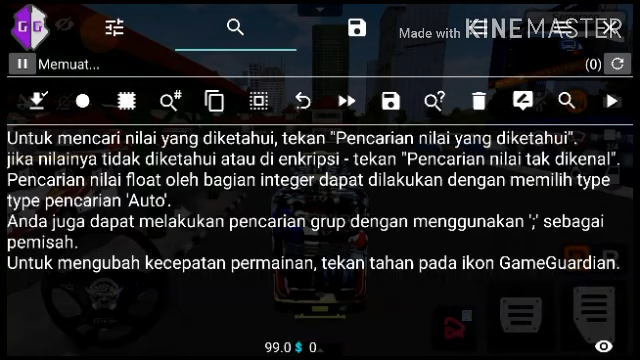 Made with KINEMASTER
GG
Memuat...
(0)
#
?
Untuk mencari nilai yang diketahui, tekan "Pencarian nilai yang diketahui".
jika nilainya tidak diketahui atau di enkripsi - tekan "Pencarian nilai tak dikenal".
Pencarian nilai float oleh bagian integer dapat dilakukan dengan memilih type
type pencarian 'Auto'.
Anda juga dapat melakukan pencarian grup dengan menggunakan ';' sebagai
pemisah.
Untuk mengubah kecepatan permainan, tekan tahan pada ikon GameGuardian.
99.0 $ 0